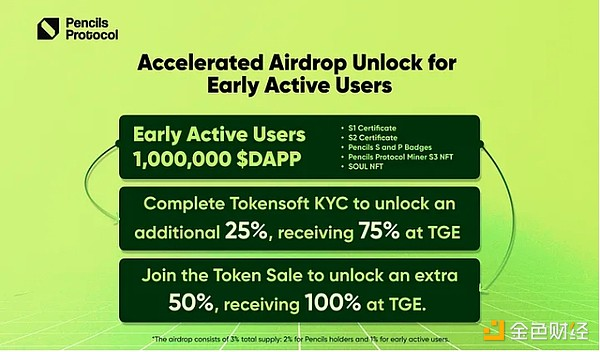 Pencils
Protocol
Accelerated Airdrop Unlock for
Early Active Users
Early Active Users
1,000,000 $DAPP
• S1 Certificate
• S2 Certificate
• Pencils S and P Badges
• Pencils Protocol Miner S3 NFT
• SOUL NFT
Complete Tokensoft KYC to unlock an
additional 25%, receiving 75% at TGE
Join the Token Sale to unlock an extra
50%, receiving 100% at TGE.
*The airdrop consists of 3% total supply: 2% for Pencils holders and 1% for early active users.
金色财经